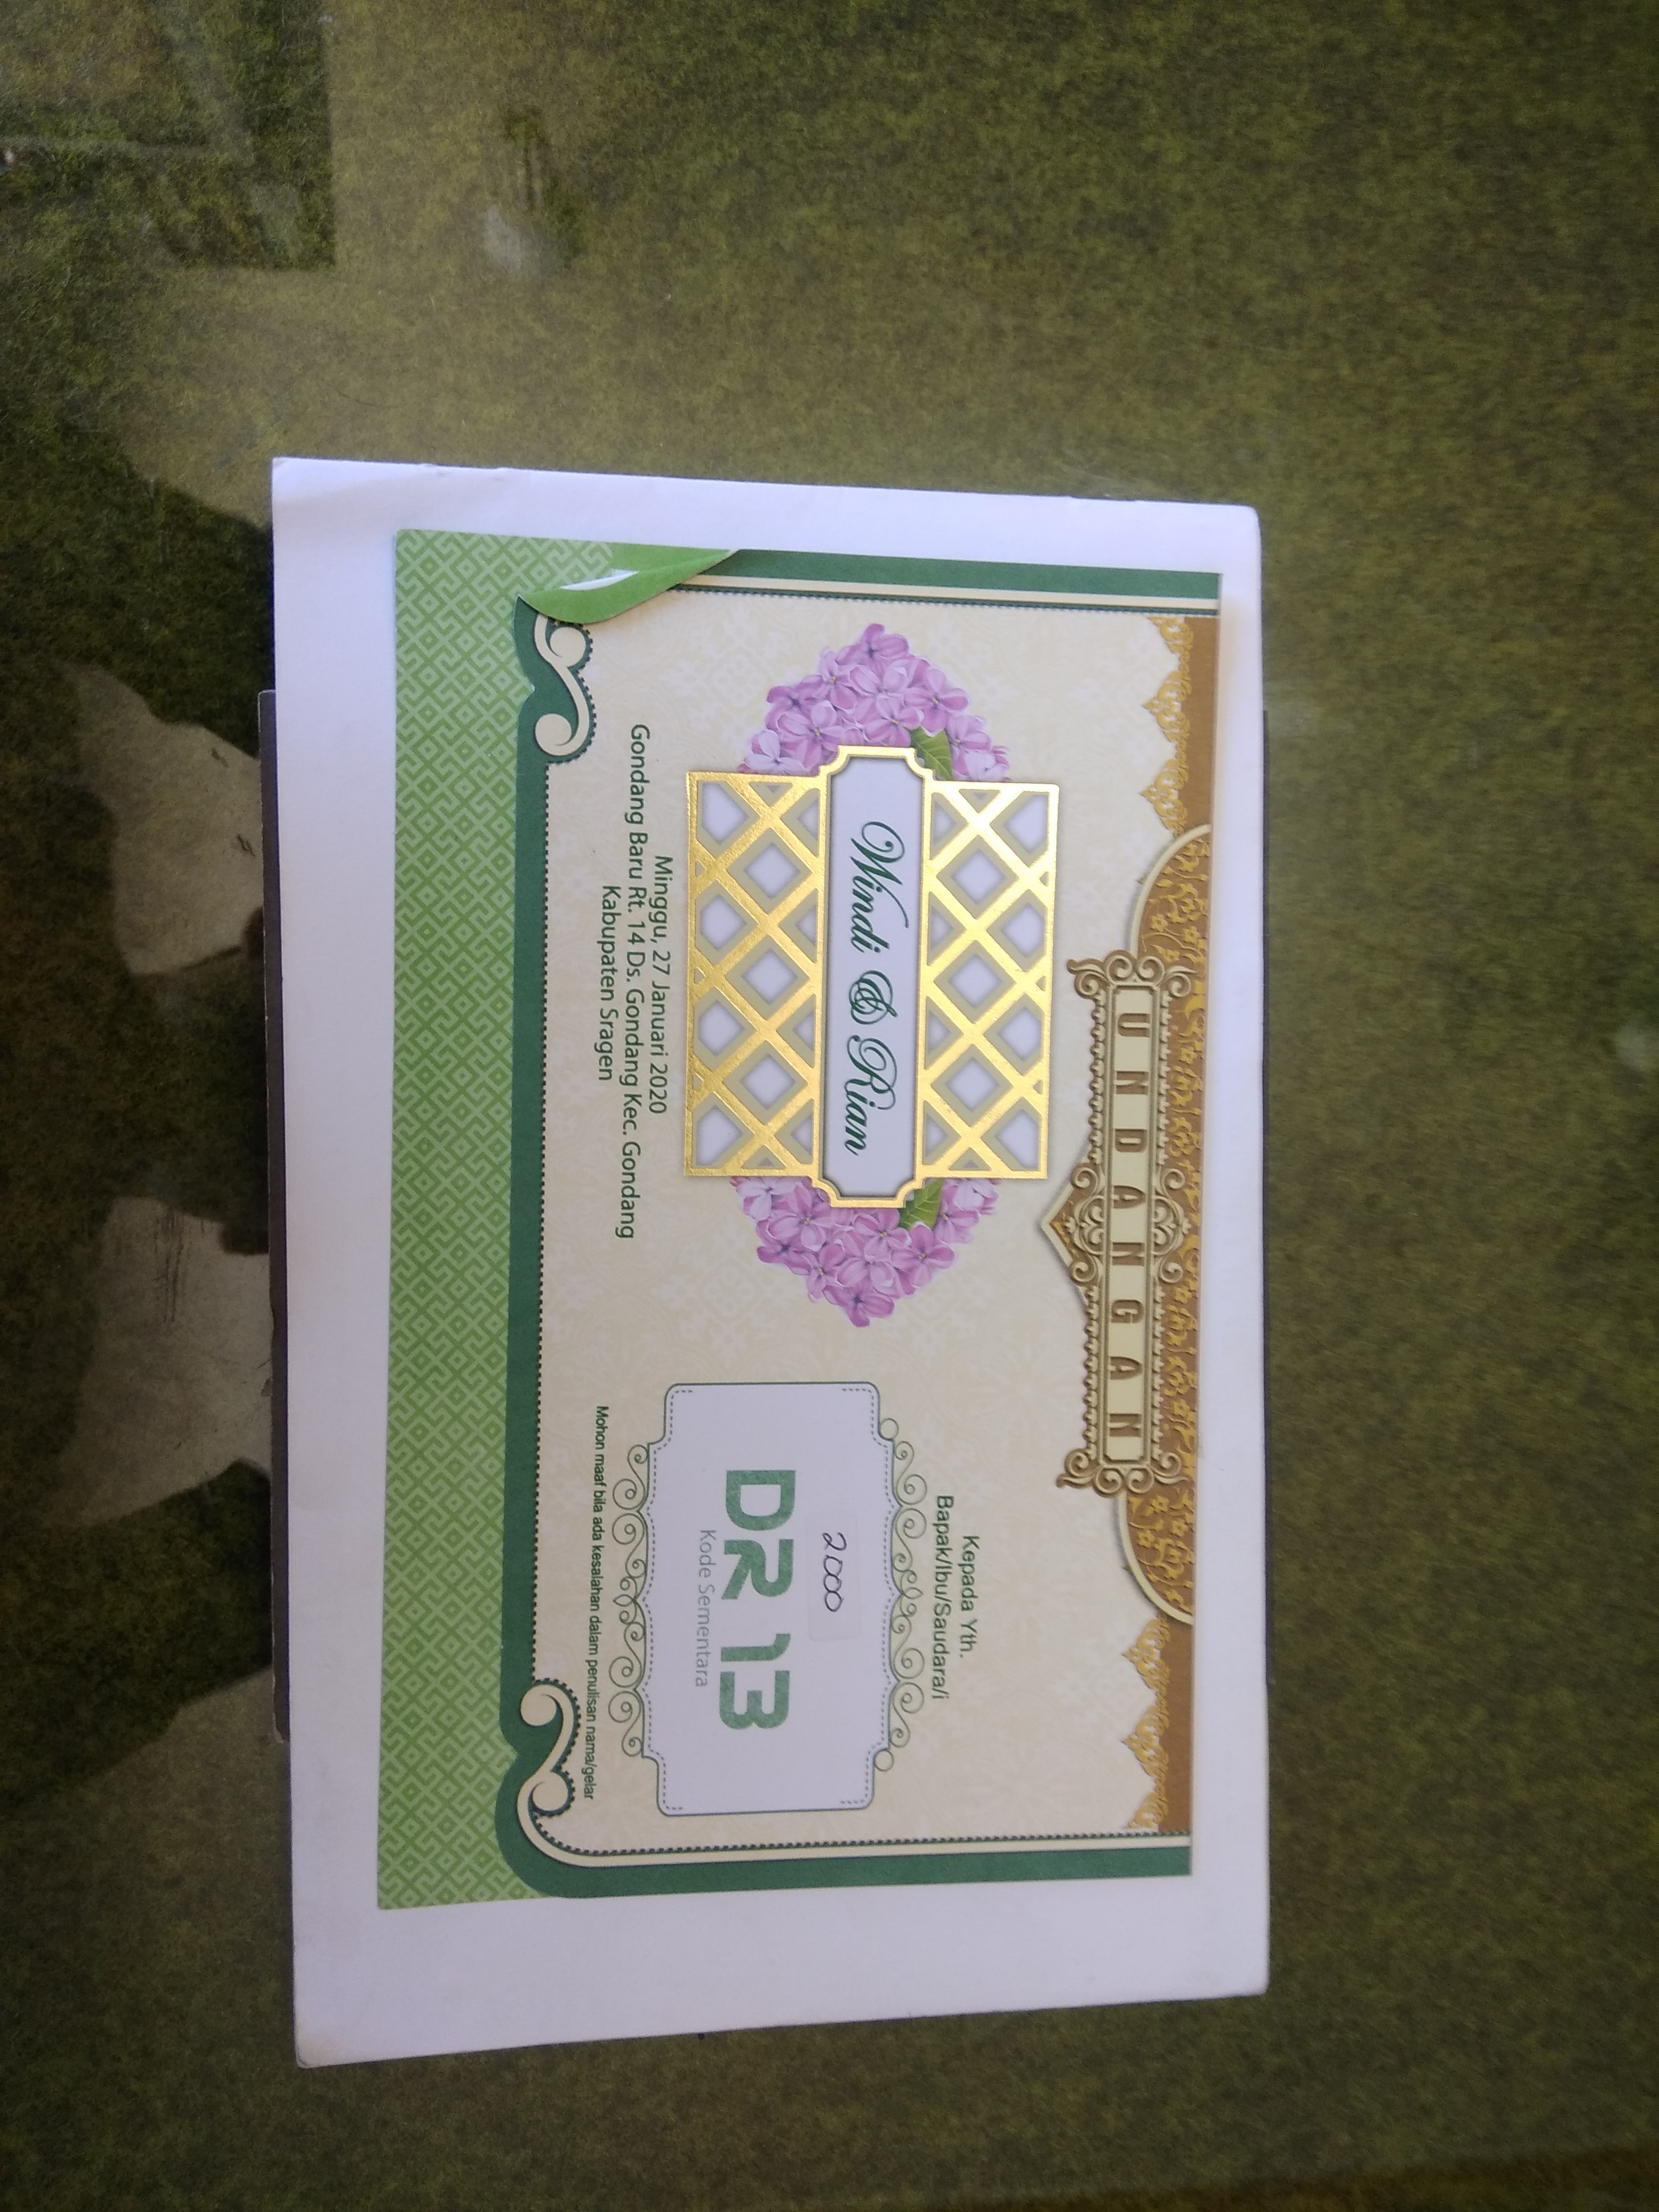 UNDANGAN
Windi & Rian
Minggu, 27 Januari 2020
Gondang Baru Rt. 14 Ds. Gondang Kec. Gondang
Kabupaten Sragen
Kepada Yth.
Bapak/Ibu/Saudara/i
2000
DR 13
Kode Sementara
Mohon maaf bila ada kesalahan dalam penulisan nama/gelar